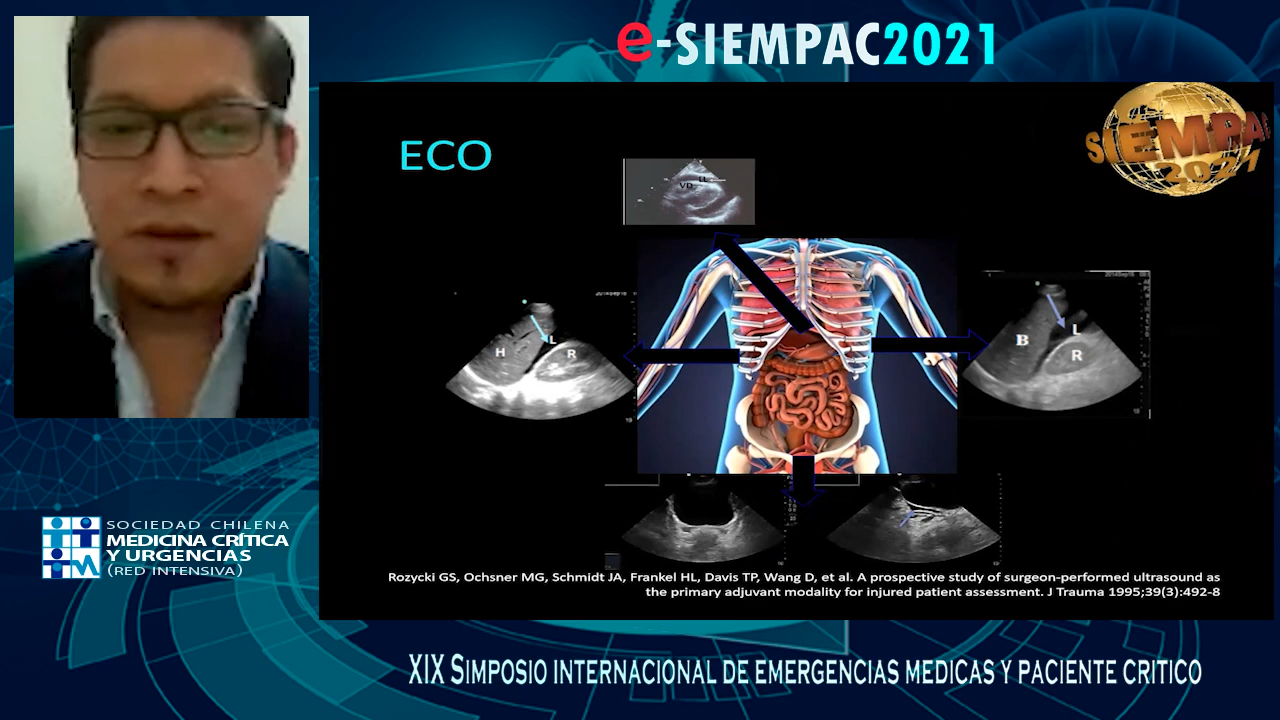 e-SIEMPAC2021
SIEMPAC
2021
ECO
VD
LL
H
L
R
B
L
R
SOCIEDAD CHILENA
MEDICINA CRÍTICA
Y URGENCIAS
(RED INTENSIVA)
Rozycki GS, Ochsner MG, Schmidt JA, Frankel HL, Davis TP, Wang D, et al. A prospective study of surgeon-performed ultrasound as
the primary adjuvant modality for injured patient assessment. J Trauma 1995;39(3):492-8
XIX SIMPOSIO INTERNACIONAL DE EMERGENCIAS MEDICAS Y PACIENTE CRITICO